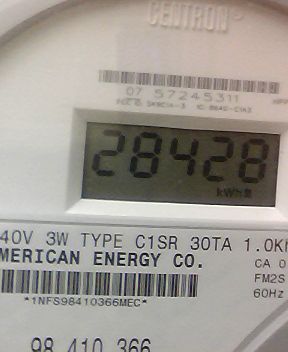 CENTRON
07 57245311
28428
kWh
40V 3W TYPE C1SR 30TA 1.0K
MERICAN ENERGY CO.
CA 0
FM2S
60Hz
*1NFS98410366MEC*
98 410 366